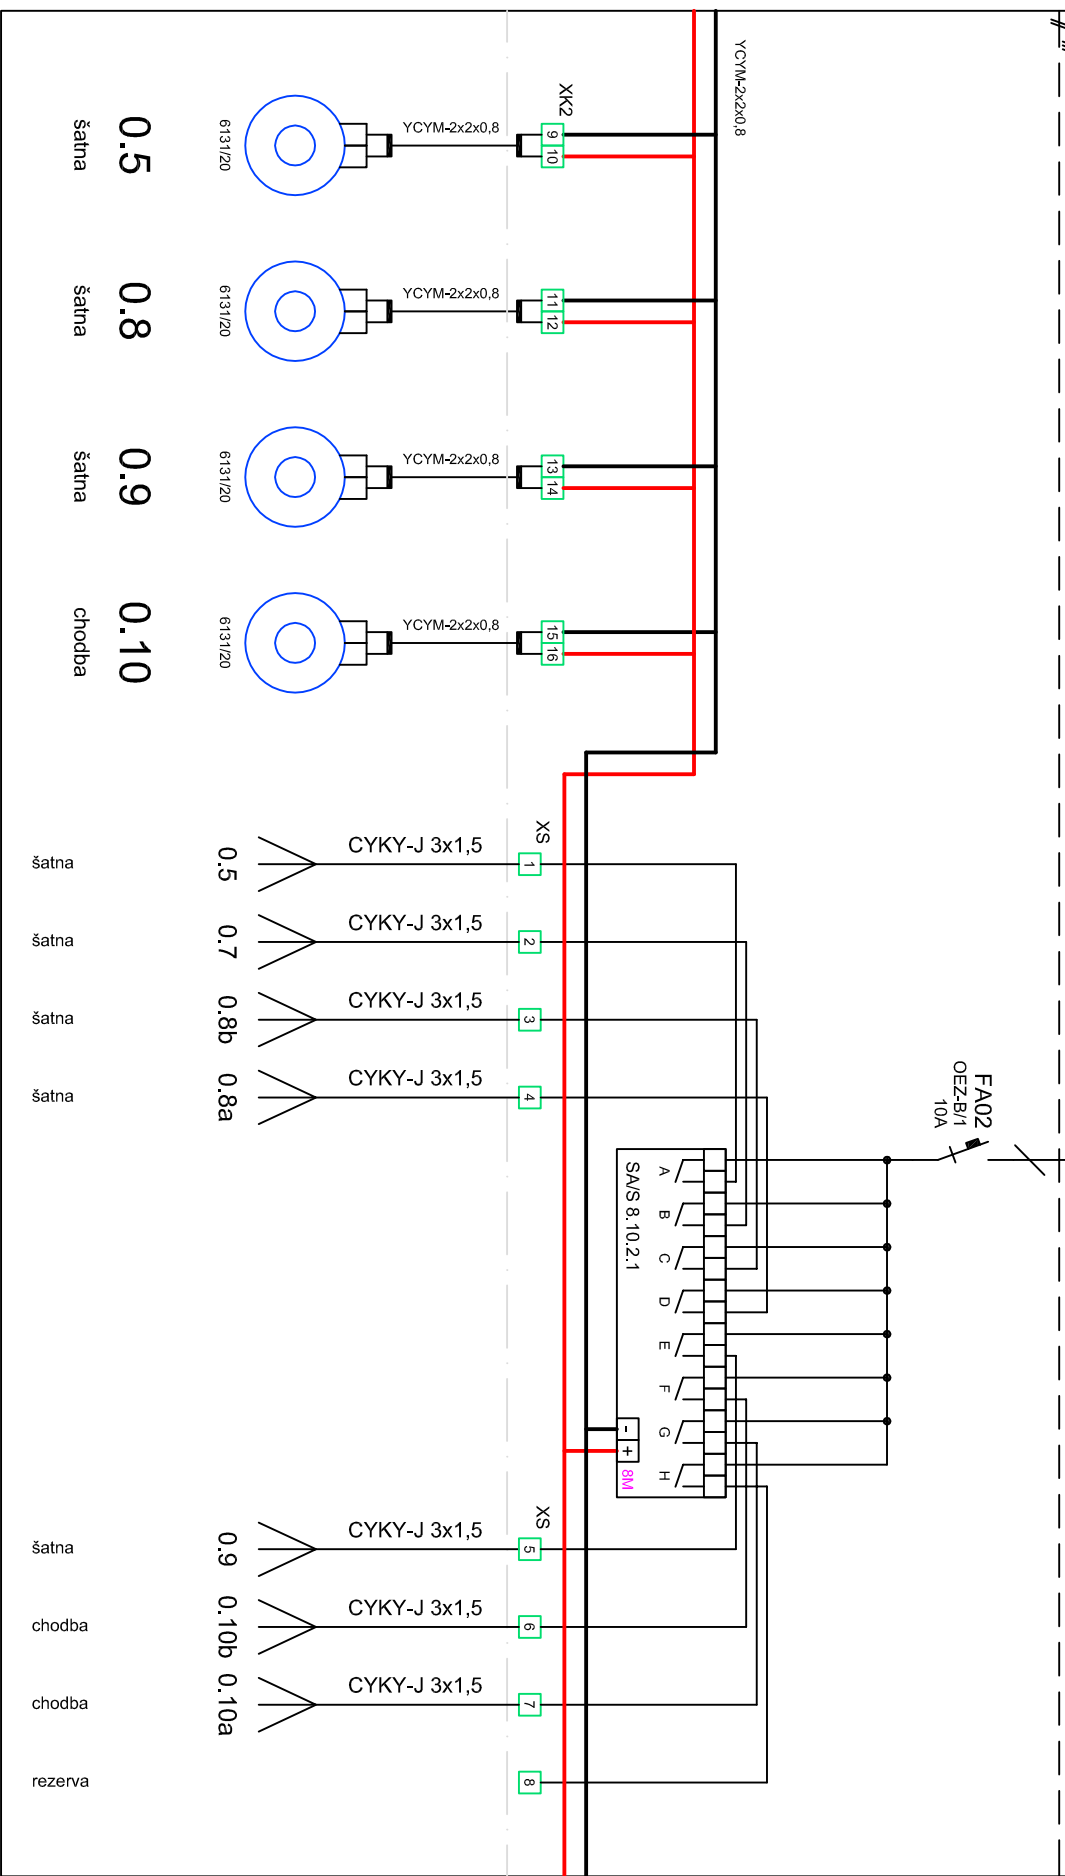 YCYM-2x2x0,8
XK2
9
10
YCYM-2x2x0,8
6131/20
0.5
šatna
11
12
YCYM-2x2x0,8
6131/20
0.8
šatna
13
14
YCYM-2x2x0,8
6131/20
0.9
šatna
15
16
YCYM-2x2x0,8
6131/20
0.10
chodba
FA02
OEZ-B/1
10A
SA/S 8.10.2.1
A
B
C
D
E
F
G
H
-
+
8M
XS
1
CYKY-J 3x1,5
0.5
šatna
2
CYKY-J 3x1,5
0.7
šatna
3
CYKY-J 3x1,5
0.8b
šatna
4
CYKY-J 3x1,5
0.8a
šatna
XS
5
CYKY-J 3x1,5
0.9
šatna
6
CYKY-J 3x1,5
0.10b
chodba
7
CYKY-J 3x1,5
0.10a
chodba
8
rezerva